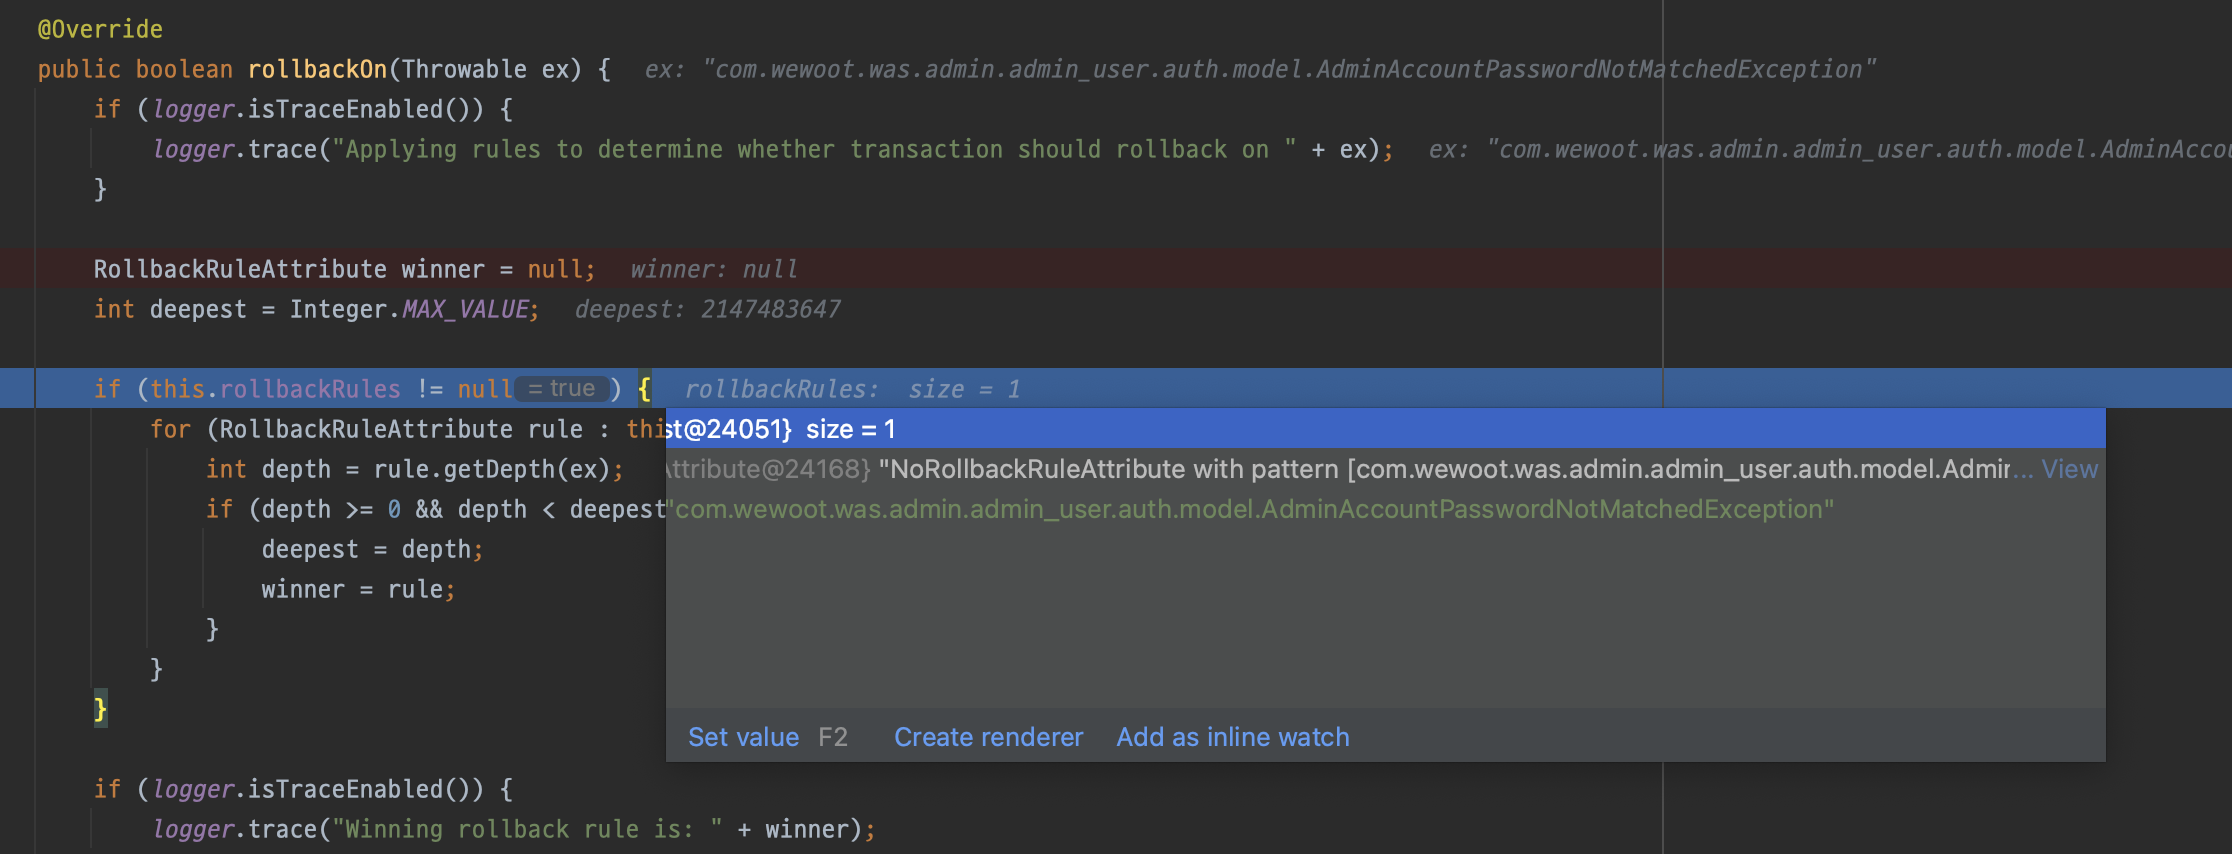 @Override
public boolean rollbackOn(Throwable ex) {  ex: "com.wewoot.was.admin.admin_user.auth.model.AdminAccountPasswordNotMatchedException"
if (logger.isTraceEnabled()) {
logger.trace("Applying rules to determine whether transaction should rollback on " + ex);  ex: "com.wewoot.was.admin.admin_user.auth.model.AdminAccou
}
RollbackRuleAttribute winner = null;  winner: null
int deepest = Integer.MAX_VALUE;  deepest: 2147483647
if (this.rollbackRules != null = true ) {  rollbackRules:  size = 1
for (RollbackRuleAttribute rule : thi
st@24051}  size = 1
int depth = rule.getDepth(ex);
Attribute@24168} "NoRollbackRuleAttribute with pattern [com.wewoot.was.admin.admin_user.auth.model.Admin... View
if (depth >= 0 && depth < deepest
"com.wewoot.was.admin.admin_user.auth.model.AdminAccountPasswordNotMatchedException"
deepest = depth;
winner = rule;
}
}
}
Set value F2 Create renderer Add as inline watch
if (logger.isTraceEnabled()) {
logger.trace("Winning rollback rule is: " + winner);